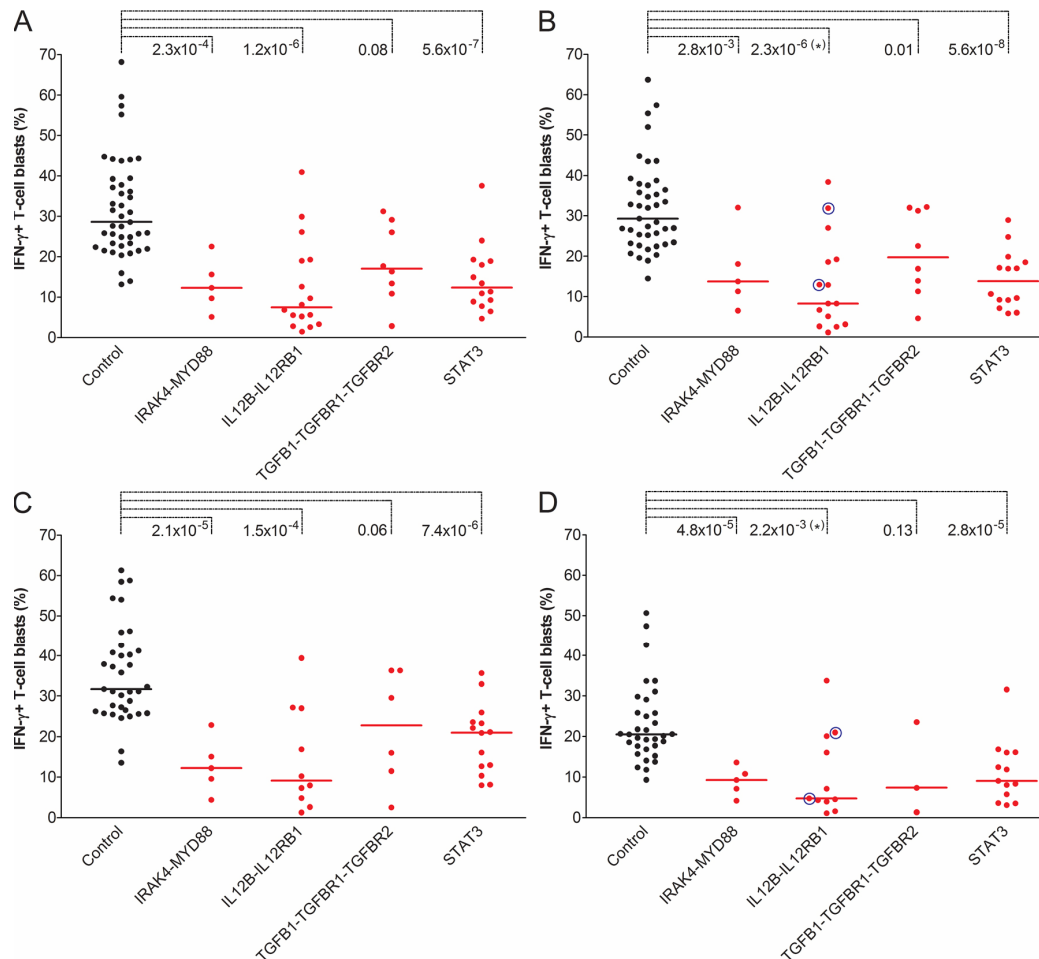 A
2.3x10⁻⁴ 1.2x10⁻⁶ 0.08 5.6x10⁻⁷
IFN-γ+ T-cell blasts (%)
70
60
50
40
30
20
10
0
Control
IRAK4-MYD88
IL12B-IL12RB1
TGFB1-TGFBR1-TGFBR2
STAT3
B
2.8x10⁻³ 2.3x10⁻⁶ (*) 0.01 5.6x10⁻⁸
IFN-γ+ T-cell blasts (%)
70
60
50
40
30
20
10
0
Control
IRAK4-MYD88
IL12B-IL12RB1
TGFB1-TGFBR1-TGFBR2
STAT3
C
2.1x10⁻⁵ 1.5x10⁻⁴ 0.06 7.4x10⁻⁶
IFN-γ+ T-cell blasts (%)
70
60
50
40
30
20
10
0
Control
IRAK4-MYD88
IL12B-IL12RB1
TGFB1-TGFBR1-TGFBR2
STAT3
D
4.8x10⁻⁵ 2.2x10⁻³ (*) 0.13 2.8x10⁻⁵
IFN-γ+ T-cell blasts (%)
70
60
50
40
30
20
10
0
Control
IRAK4-MYD88
IL12B-IL12RB1
TGFB1-TGFBR1-TGFBR2
STAT3